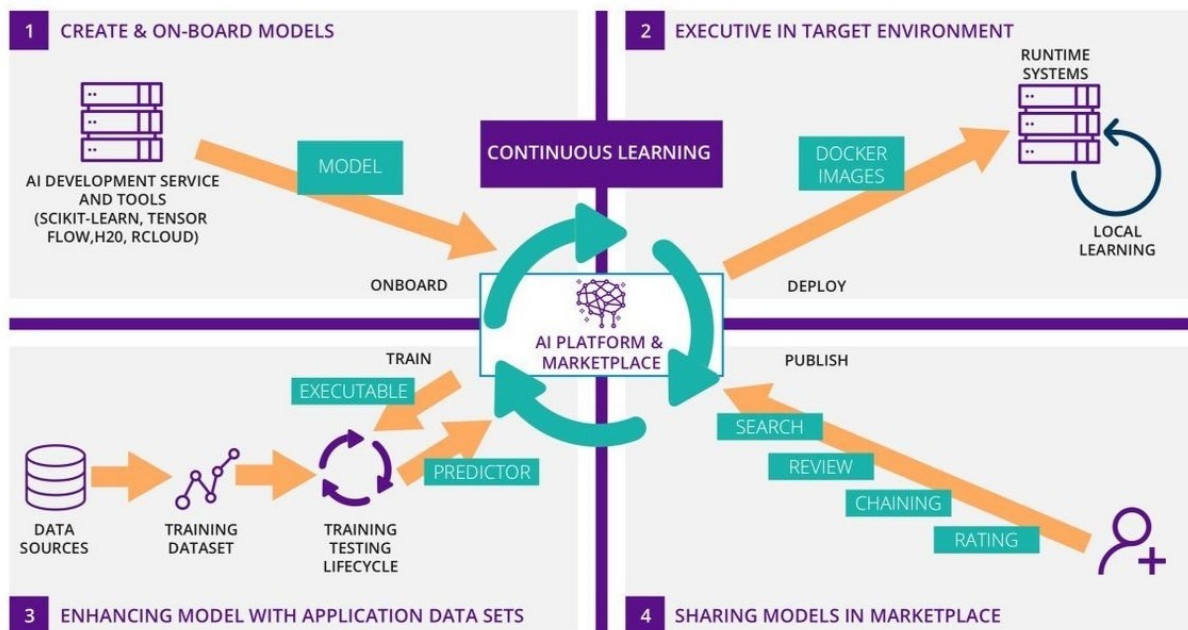 1 CREATE & ON-BOARD MODELS
AI DEVELOPMENT SERVICE
AND TOOLS
(SCIKIT-LEARN, TENSOR
FLOW,H20, RCLOUD)
MODEL
ONBOARD
CONTINUOUS LEARNING
2 EXECUTIVE IN TARGET ENVIRONMENT
RUNTIME
SYSTEMS
DOCKER
IMAGES
LOCAL
LEARNING
DEPLOY
AI PLATFORM &
MARKETPLACE
TRAIN
EXECUTABLE
PREDICTOR
DATA
SOURCES
TRAINING
DATASET
TRAINING
TESTING
LIFECYCLE
3 ENHANCING MODEL WITH APPLICATION DATA SETS
PUBLISH
SEARCH
REVIEW
CHAINING
RATING
4 SHARING MODELS IN MARKETPLACE